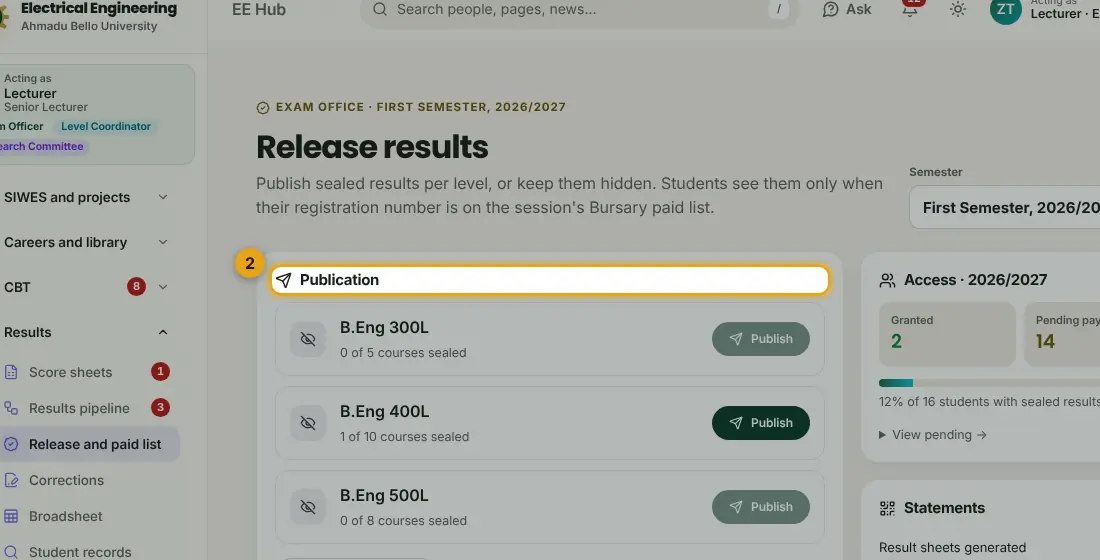 Electrical Engineering
Ahmadu Bello University
EE Hub
Search people, pages, news...
/
Ask
12
ZT
Acting as
Lecturer · E
Acting as
Lecturer
Senior Lecturer
m Officer
Level Coordinator
earch Committee
SIWES and projects
Careers and library
CBT
8
Results
Score sheets
1
Results pipeline
3
Release and paid list
Corrections
Broadsheet
Student records
EXAM OFFICE · FIRST SEMESTER, 2026/2027
Release results
Publish sealed results per level, or keep them hidden. Students see them only when
their registration number is on the session's Bursary paid list.
Semester
First Semester, 2026/20
2
Publication
B.Eng 300L
0 of 5 courses sealed
Publish
B.Eng 400L
1 of 10 courses sealed
Publish
B.Eng 500L
0 of 8 courses sealed
Publish
Access · 2026/2027
Granted
2
Pending pay
14
12% of 16 students with sealed results
View pending →
Statements
Result sheets generated